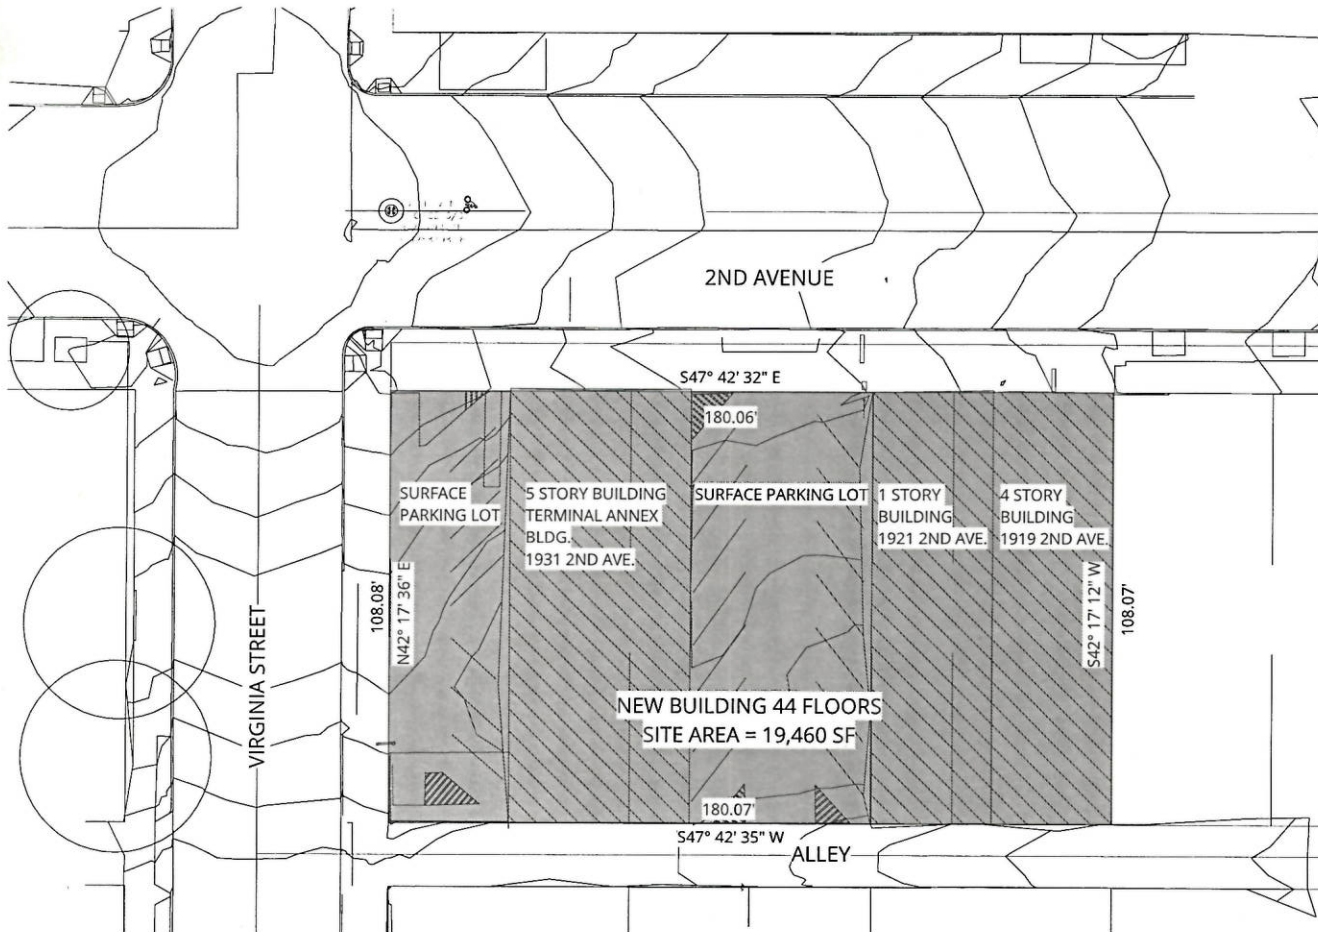 2ND AVENUE
S47° 42' 32" E
180.06'
SURFACE
PARKING LOT
5 STORY BUILDING
TERMINAL ANNEX
BLDG.
1931 2ND AVE.
SURFACE PARKING LOT
1 STORY
BUILDING
1921 2ND AVE.
4 STORY
BUILDING
1919 2ND AVE.
108.08'
N42° 17' 36" E
S42° 17' 12" W
108.07'
VIRGINIA STREET
NEW BUILDING 44 FLOORS
SITE AREA = 19,460 SF
180.07'
S47° 42' 35" W
ALLEY